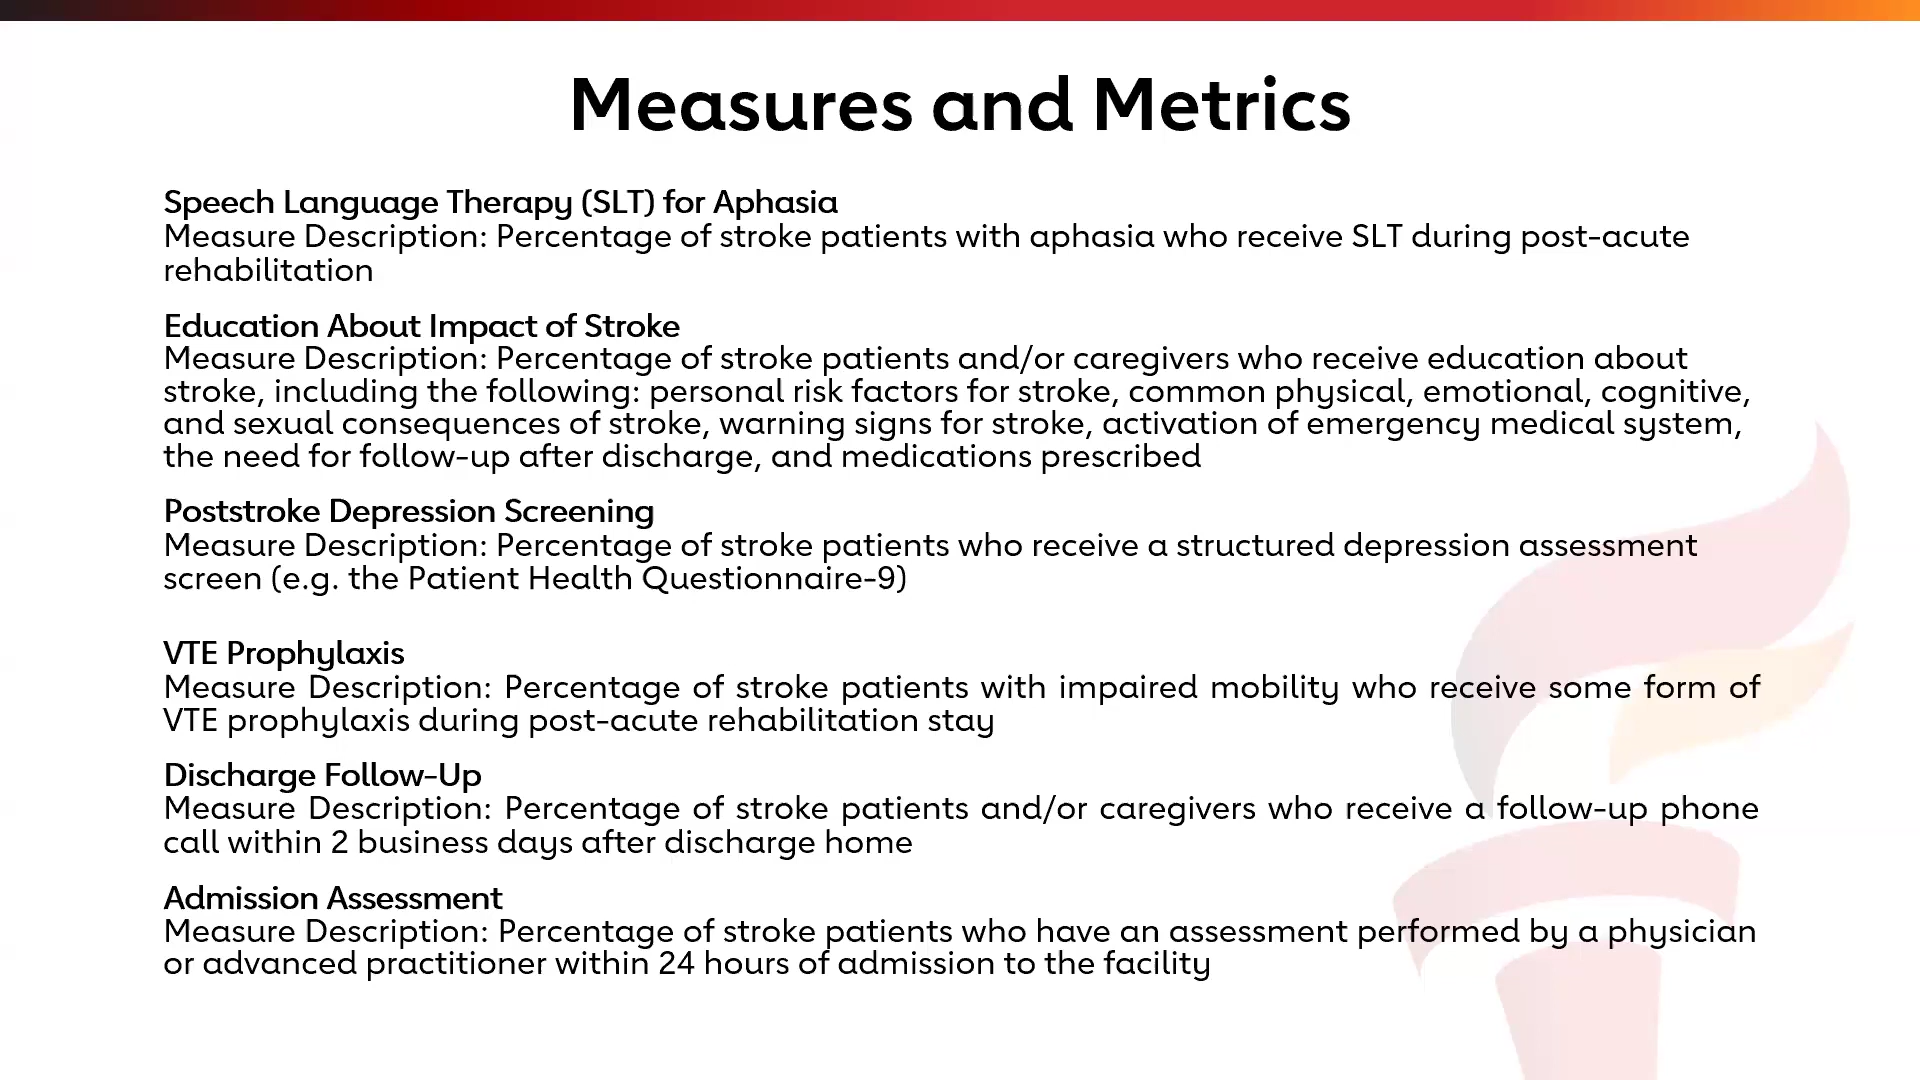 Measures and Metrics
Speech Language Therapy (SLT) for Aphasia
Measure Description: Percentage of stroke patients with aphasia who receive SLT during post-acute
rehabilitation
Education About Impact of Stroke
Measure Description: Percentage of stroke patients and/or caregivers who receive education about
stroke, including the following: personal risk factors for stroke, common physical, emotional, cognitive,
and sexual consequences of stroke, warning signs for stroke, activation of emergency medical system,
the need for follow-up after discharge, and medications prescribed
Poststroke Depression Screening
Measure Description: Percentage of stroke patients who receive a structured depression assessment
screen (e.g. the Patient Health Questionnaire-9)
VTE Prophylaxis
Measure Description: Percentage of stroke patients with impaired mobility who receive some form of
VTE prophylaxis during post-acute rehabilitation stay
Discharge Follow-Up
Measure Description: Percentage of stroke patients and/or caregivers who receive a follow-up phone
call within 2 business days after discharge home
Admission Assessment
Measure Description: Percentage of stroke patients who have an assessment performed by a physician
or advanced practitioner within 24 hours of admission to the facility